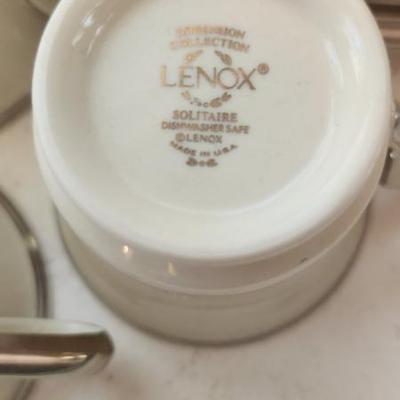 DIMENSION
COLLECTION
LENOX®
SOLITAIRE
DISHWASHER SAFE
©LENOX
MADE IN U.S.A.